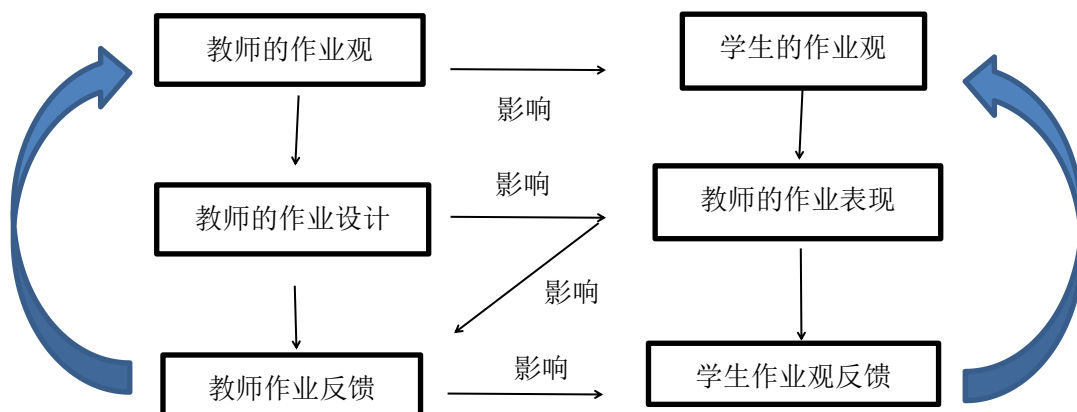 教师的作业观
学生的作业观
影响
影响
教师的作业设计
教师的作业表现
影响
影响
教师作业反馈
学生作业观反馈